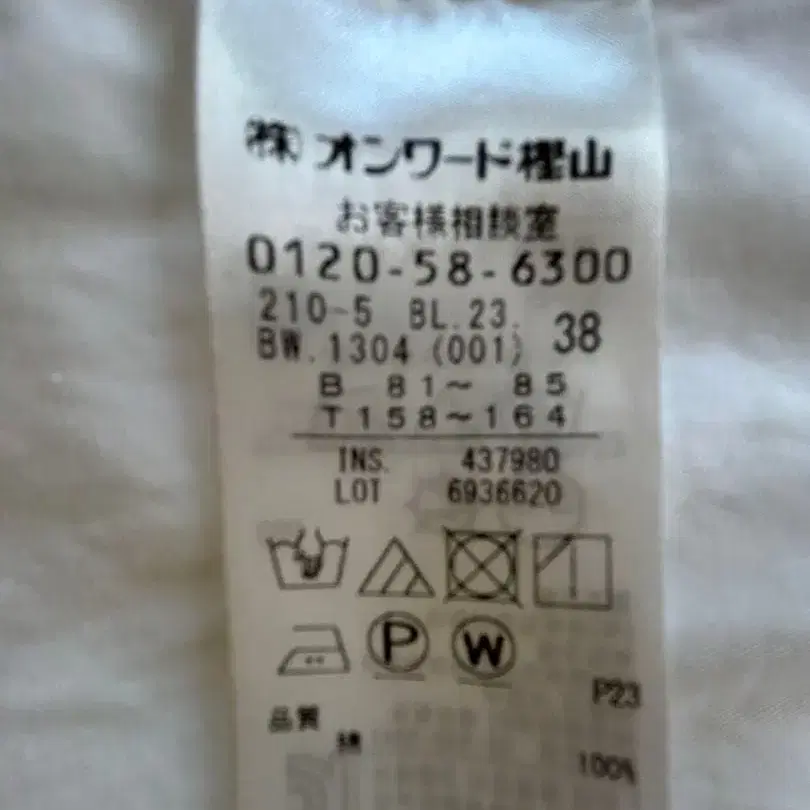 ㈱オンワード樫山
お客様相談室
0120-58-6300
210-5 BL.23. 38
BW.1304 (001)
B 81～ 85
T158～164
INS. 437980
LOT 6936620
P W
P23
品質
綿
100%